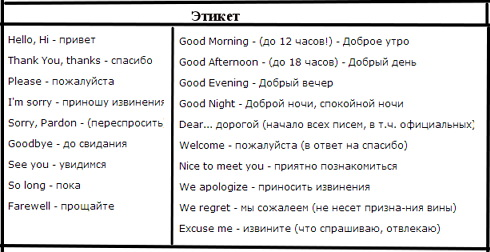 Этикет
Hello, Hi - привет
Thank You, thanks - спасибо
Please - пожалуйста
I'm sorry - приношу извинения
Sorry, Pardon - (переспросить
Goodbye - до свидания
See you - увидимся
So long - пока
Farewell - прощайте
Good Morning - (до 12 часов!) - Доброе утро
Good Afternoon - (до 18 часов) - Добрый день
Good Evening - Добрый вечер
Good Night - Доброй ночи, спокойной ночи
Dear... дорогой (начало всех писем, в т.ч. официальных)
Welcome - пожалуйста (в ответ на спасибо)
Nice to meet you - приятно познакомиться
We apologize - приносить извинения
We regret - мы сожалеем (не несет призна-ния вины)
Excuse me - извините (что спрашиваю, отвлекаю)